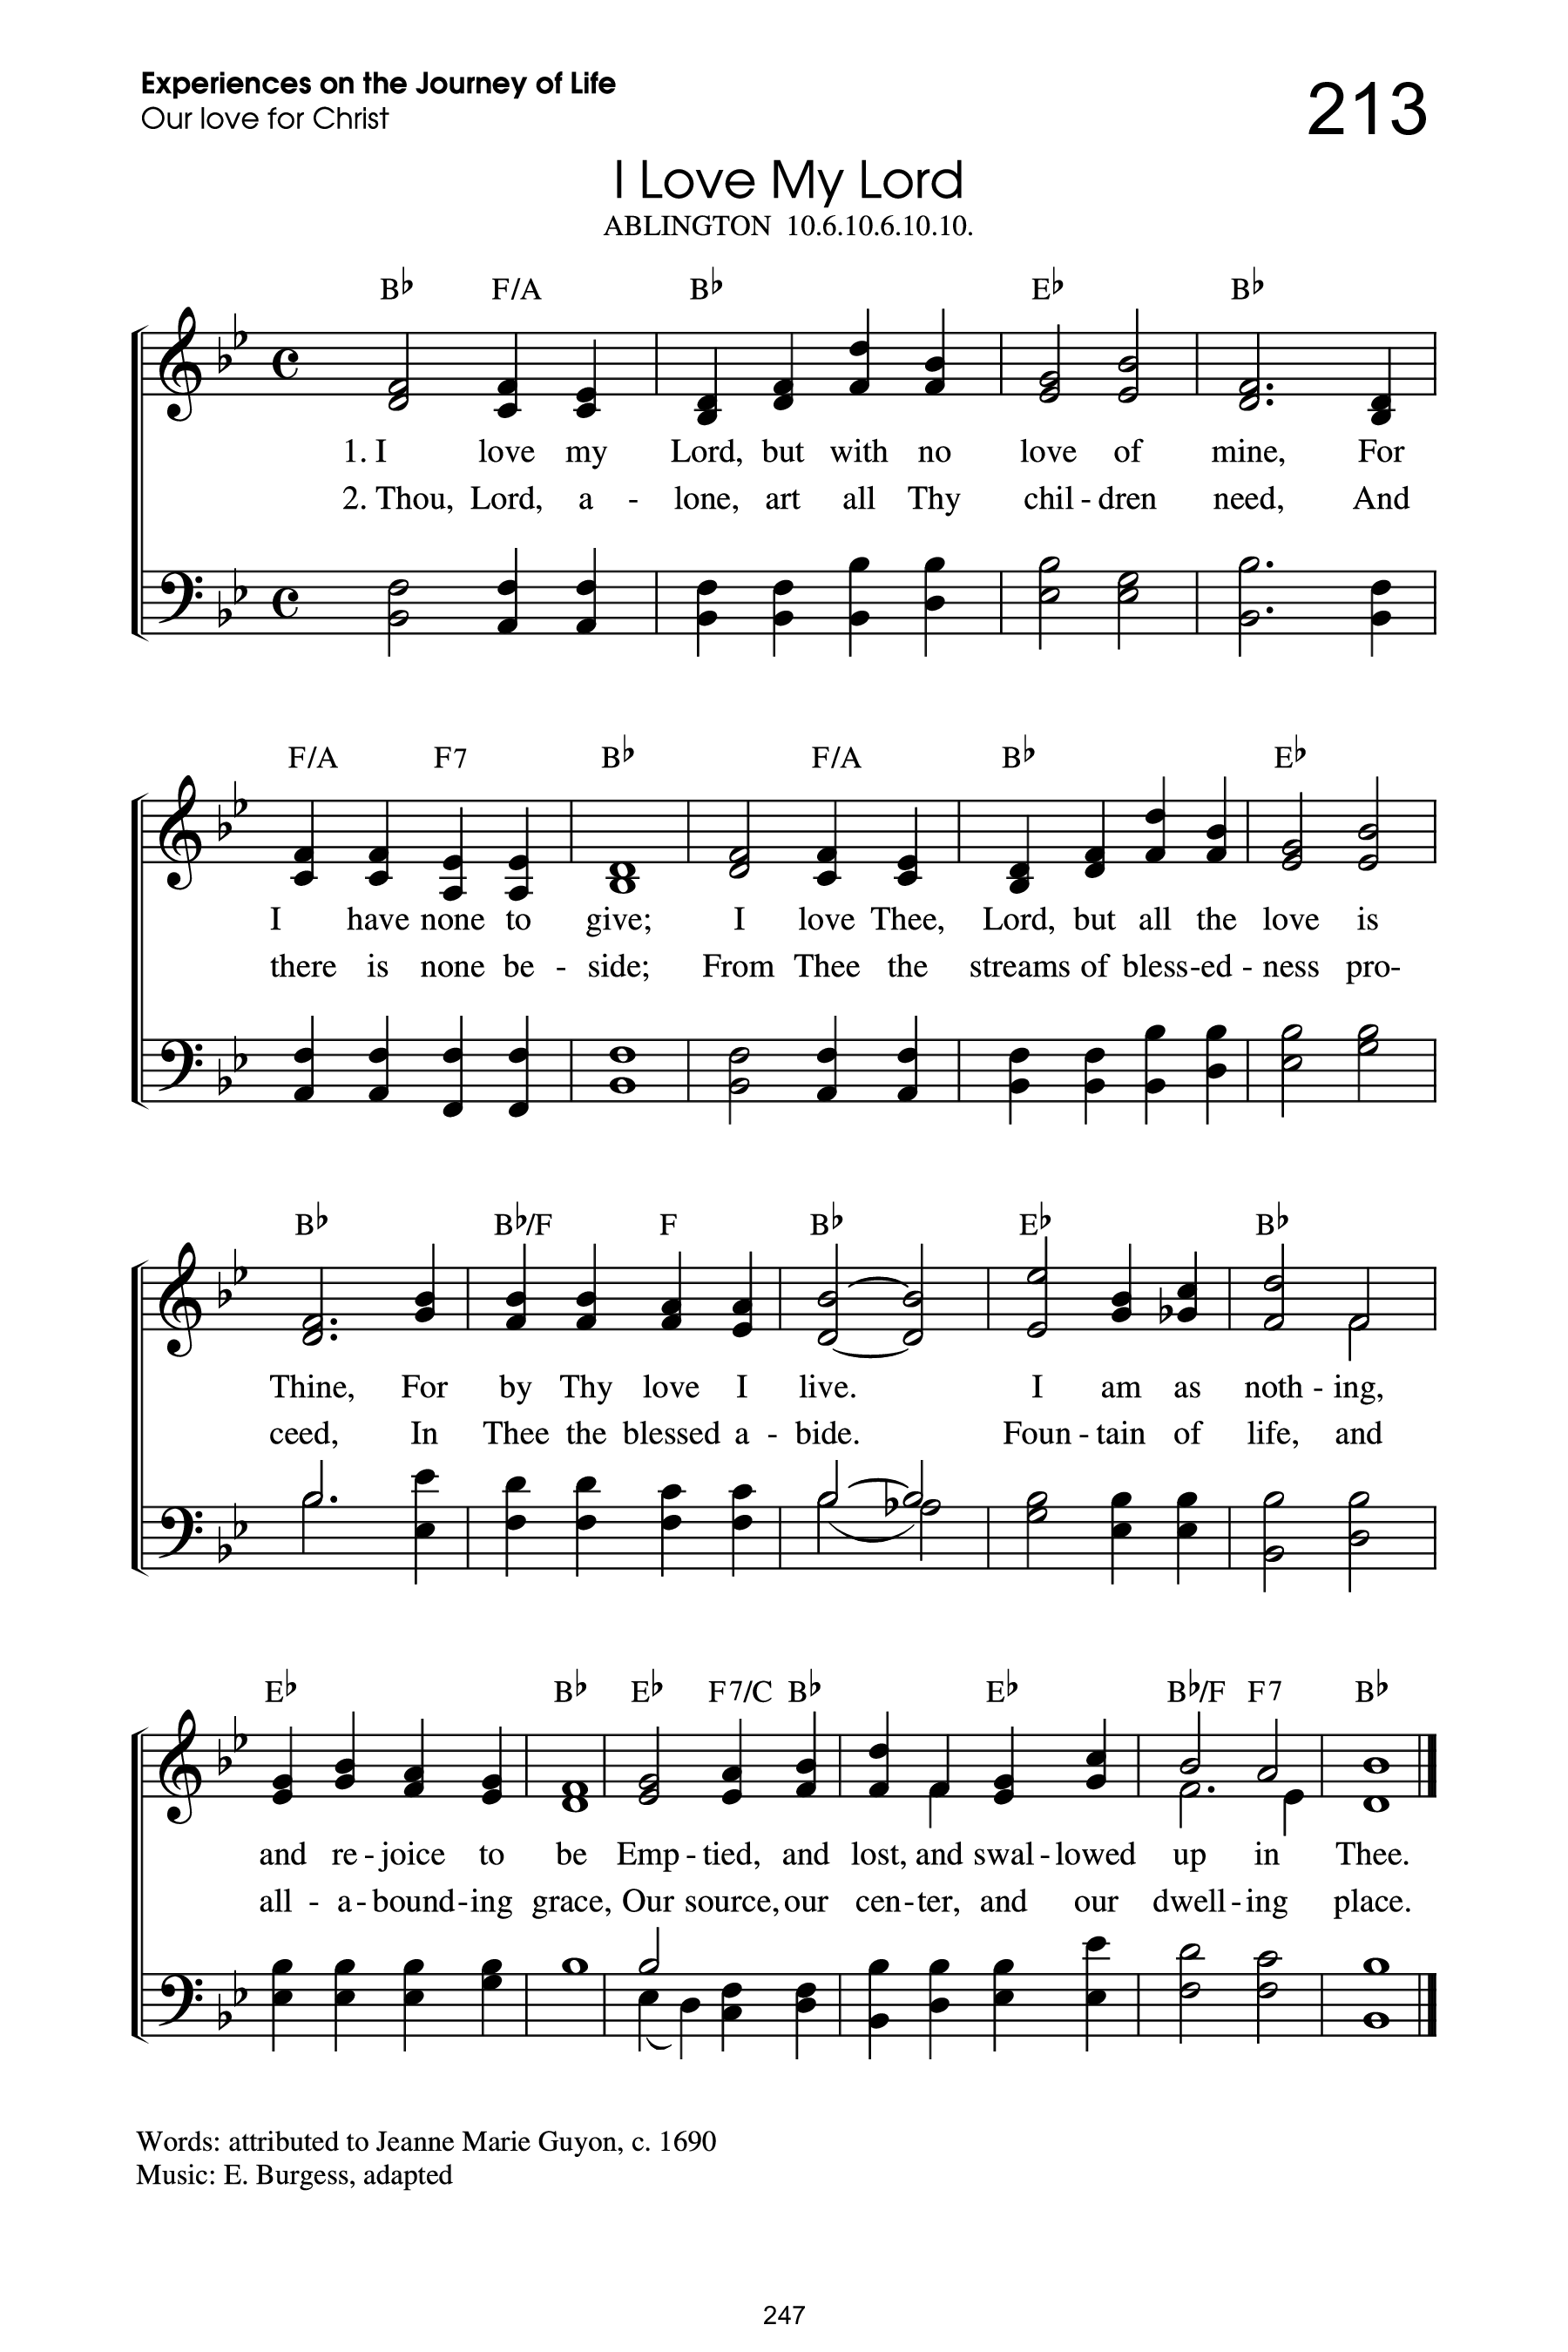 Experiences on the Journey of Life
Our love for Christ
213
I Love My Lord
ABLINGTON 10.6.10.6.10.10.
B♭ F/A B♭ E♭ B♭
1. I love my Lord, but with no love of mine, For
2. Thou, Lord, a - lone, art all Thy chil - dren need, And
F/A F7 B♭ F/A B♭ E♭
I have none to give; I love Thee, Lord, but all the love is
there is none be - side; From Thee the streams of bless-ed - ness pro-
B♭ B♭/F F B♭ E♭ B♭
Thine, For by Thy love I live. I am as noth - ing,
ceed, In Thee the blessed a - bide. Foun - tain of life, and
E♭ B♭ E♭ F7/C B♭ E♭ B♭/F F7 B♭
and re - joice to be Emp - tied, and lost, and swal - lowed up in Thee.
all - a - bound-ing grace, Our source, our cen-ter, and our dwell - ing place.
Words: attributed to Jeanne Marie Guyon, c. 1690
Music: E. Burgess, adapted
247